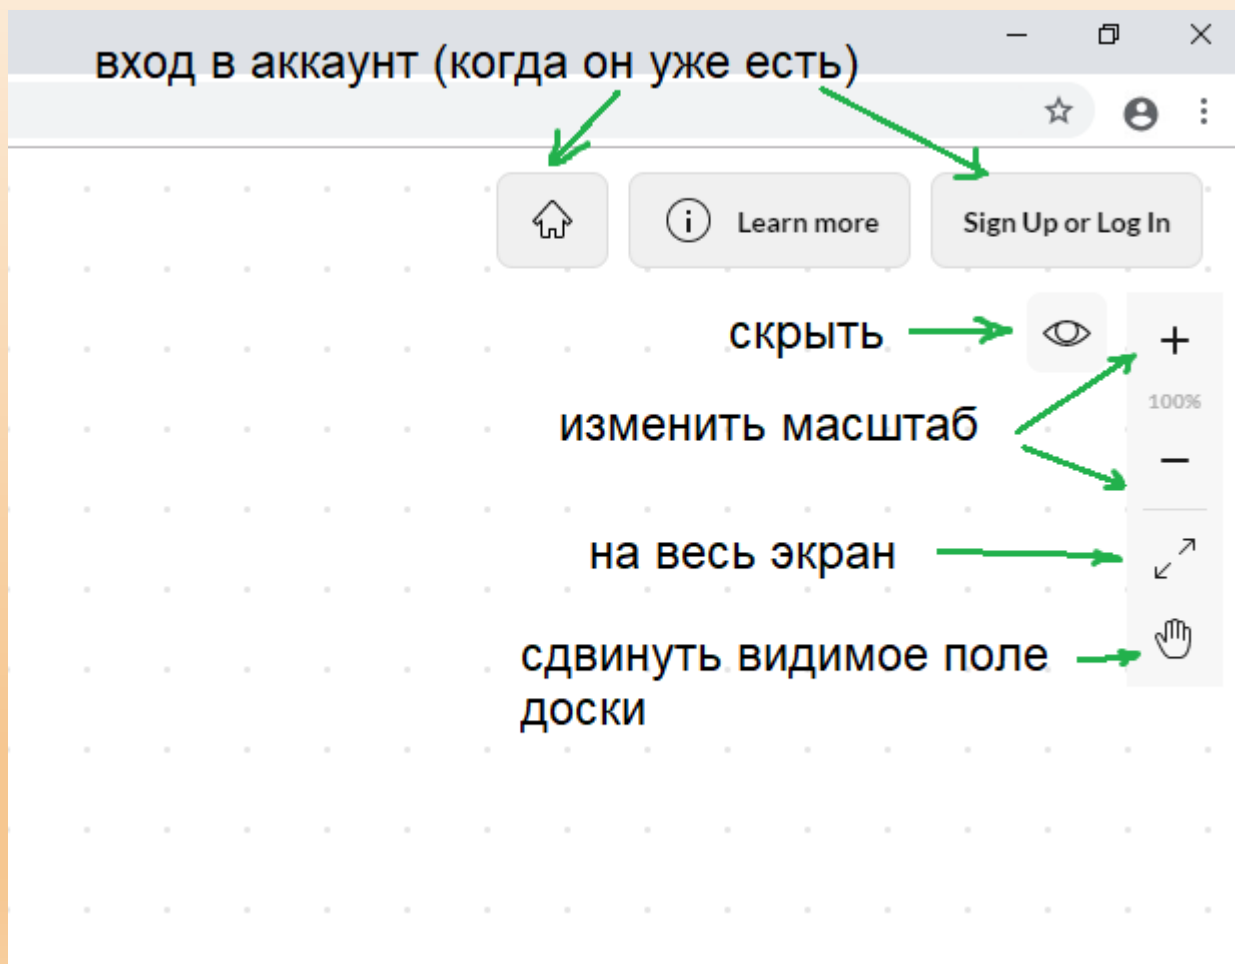 вход в аккаунт (когда он уже есть)
Learn more
Sign Up or Log In
скрыть
100%
изменить масштаб
на весь экран
сдвинуть видимое поле
доски